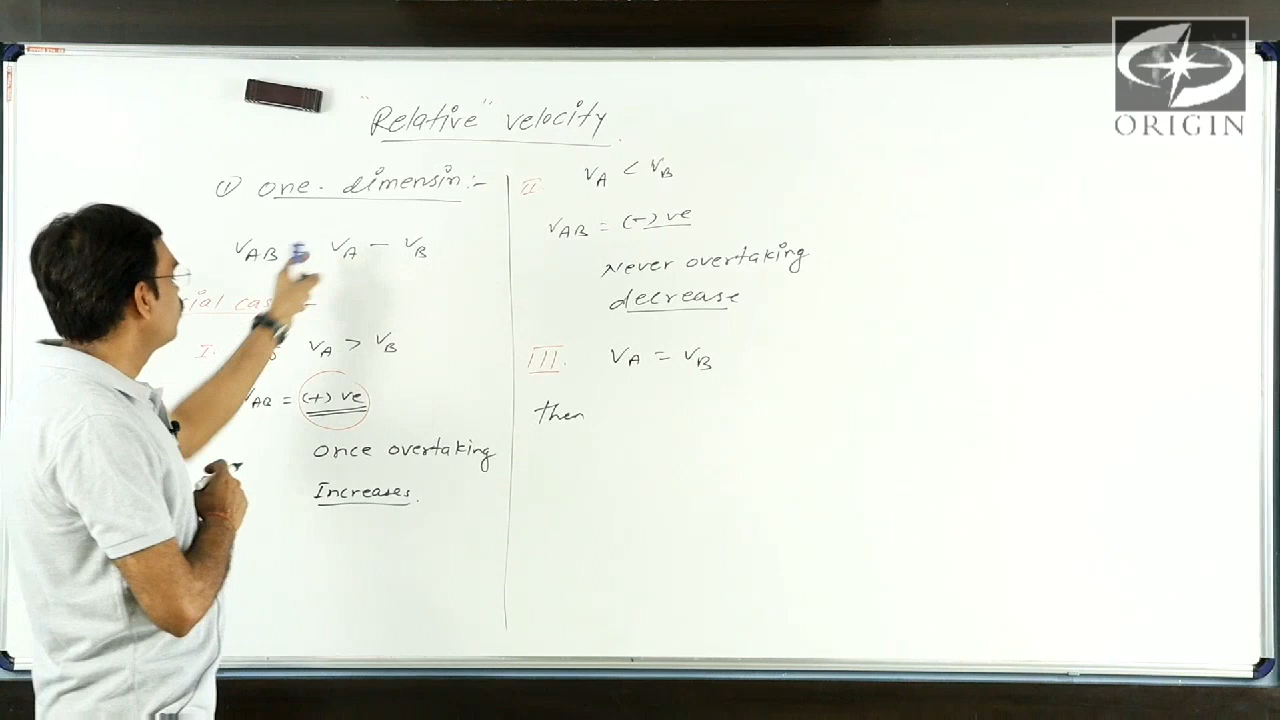 "Relative" velocity
① one-dimensin:-
VAB = VA - VB
I. VA > VB
VAB = (+) ve
Once overtaking
Increases.
II. VA < VB
VAB = (-) ve
Never overtaking
decrease
III. VA = VB
then
ORIGIN